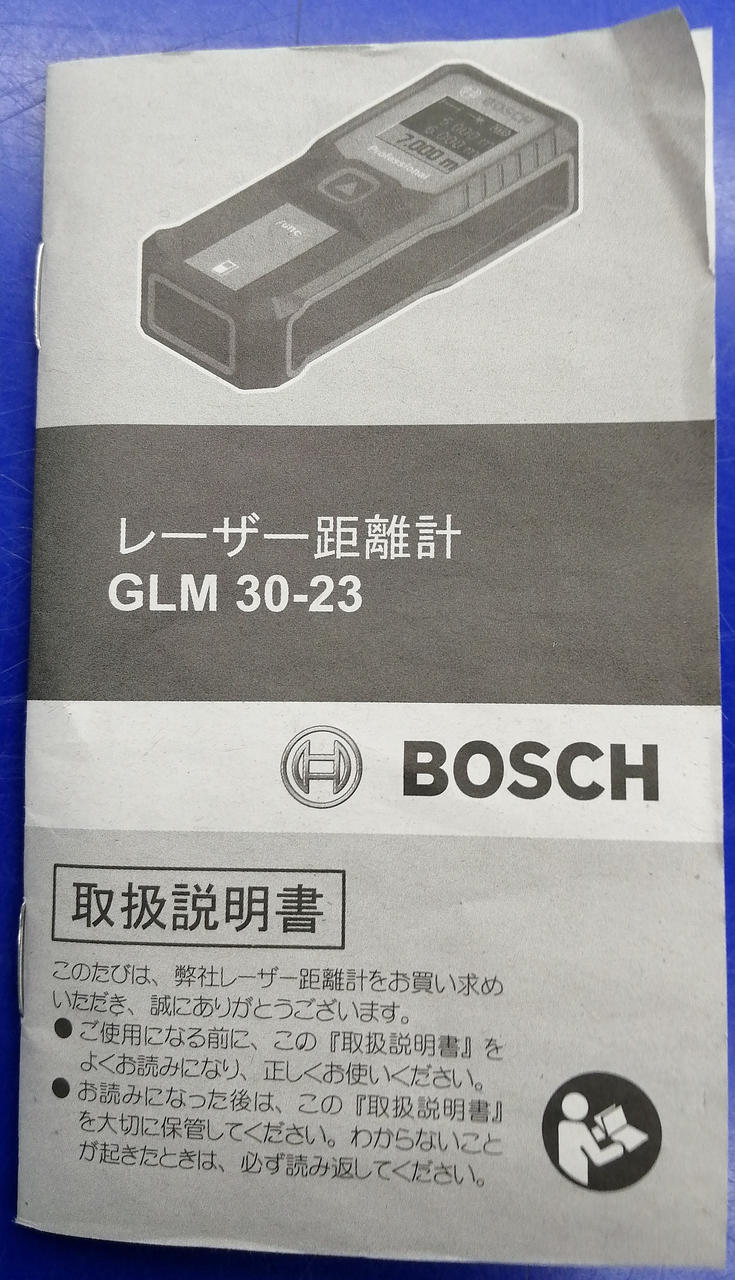 BOSCH
7.000 m
Professional
Func
レーザー距離計
GLM 30-23
BOSCH
取扱説明書
このたびは、弊社レーザー距離計をお買い求め
いただき、誠にありがとうございます。
● ご使用になる前に、この『取扱説明書』を
よくお読みになり、正しくお使いください。
● お読みになった後は、この『取扱説明書』
を大切に保管してください。わからないこと
が起きたときは、必ず読み返してください。